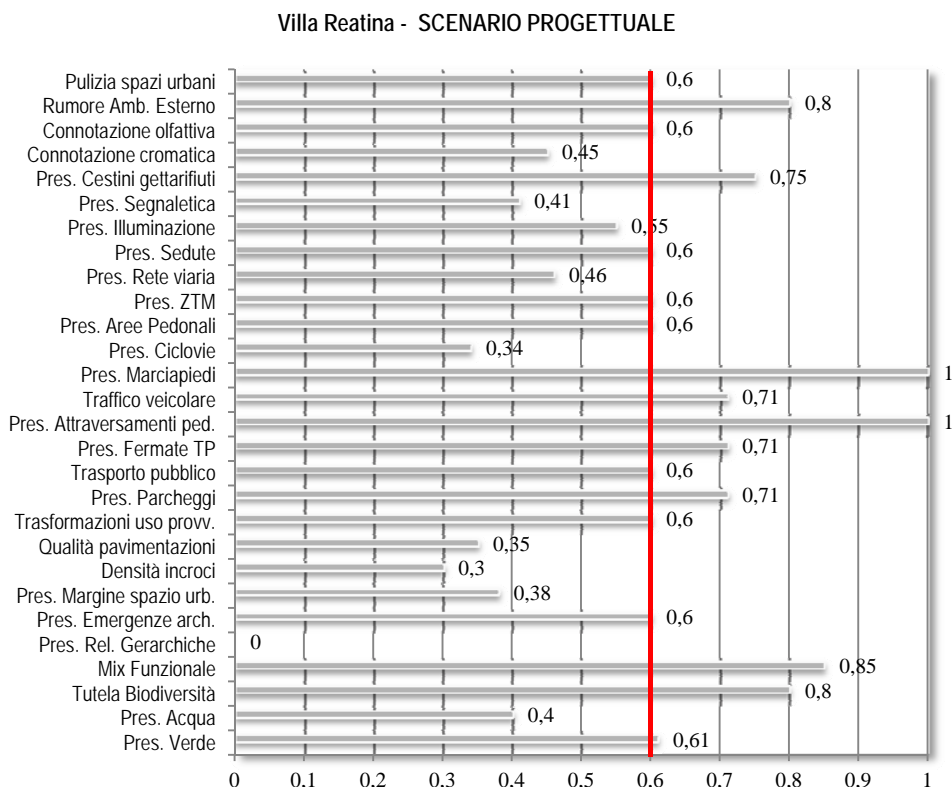 Villa Reatina - SCENARIO PROGETTUALE
Pulizia spazi urbani 0,6
Rumore Amb. Esterno 0,8
Connotazione olfattiva 0,6
Connotazione cromatica 0,45
Pres. Cestini gettarifiuti 0,75
Pres. Segnaletica 0,41
Pres. Illuminazione 0,55
Pres. Sedute 0,6
Pres. Rete viaria 0,46
Pres. ZTM 0,6
Pres. Aree Pedonali 0,6
Pres. Ciclovie 0,34
Pres. Marciapiedi 1
Traffico veicolare 0,71
Pres. Attraversamenti ped. 1
Pres. Fermate TP 0,71
Trasporto pubblico 0,6
Pres. Parcheggi 0,71
Trasformazioni uso provv. 0,6
Qualità pavimentazioni 0,35
Densità incroci 0,3
Pres. Margine spazio urb. 0,38
Pres. Emergenze arch. 0,6
Pres. Rel. Gerarchiche 0
Mix Funzionale 0,85
Tutela Biodiversità 0,8
Pres. Acqua 0,4
Pres. Verde 0,61
0 0,1 0,2 0,3 0,4 0,5 0,6 0,7 0,8 0,9 1